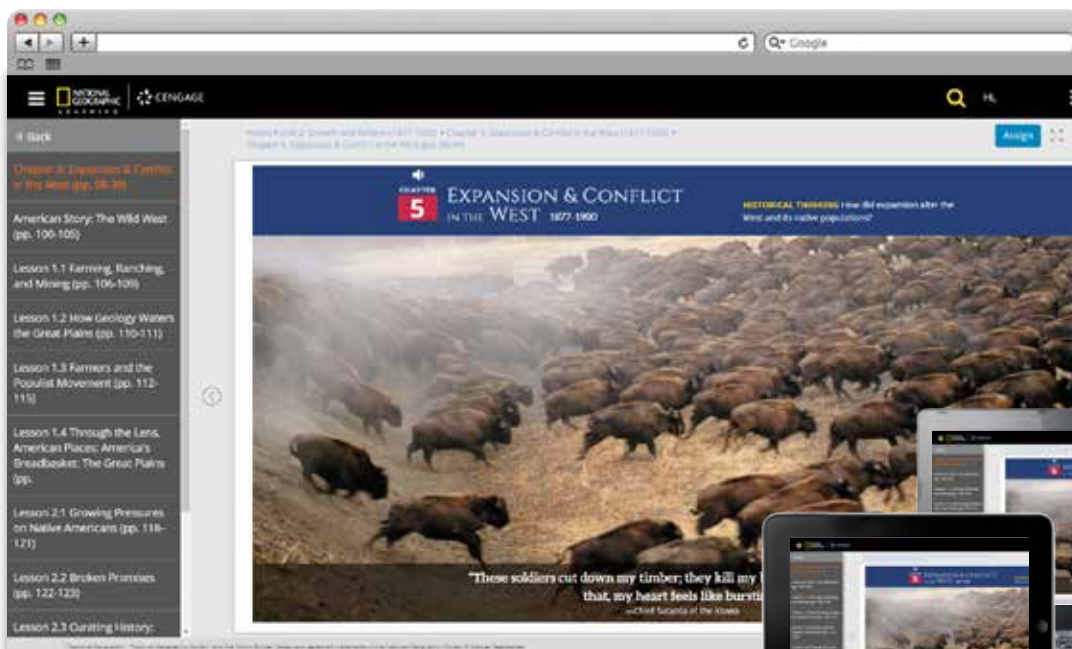 Google
NATIONAL
GEOGRAPHIC
LEARNING
CENGAGE
HL
Back
Chapter 5: Expansion & Conflict
in the West (pp. 98-99)
American Story: The Wild West
(pp. 100-105)
Lesson 1.1 Farming, Ranching,
and Mining (pp. 106-109)
Lesson 1.2 How Geology Waters
the Great Plains (pp. 110-111)
Lesson 1.3 Farmers and the
Populist Movement (pp. 112-
115)
Lesson 1.4 Through the Lens,
American Places: America's
Breadbasket: The Great Plains
(pp.
Lesson 2.1 Growing Pressures
on Native Americans (pp. 118-
121)
Lesson 2.2 Broken Promises
(pp. 122-123)
Lesson 2.3 Curating History:
Assign
CHAPTER
5
EXPANSION & CONFLICT
IN THE WEST 1877-1900
HISTORICAL THINKING How did expansion alter the
West and its native populations?
"These soldiers cut down my timber; they kill my
that, my heart feels like bursti
—Chief Satanta of the Kiowa